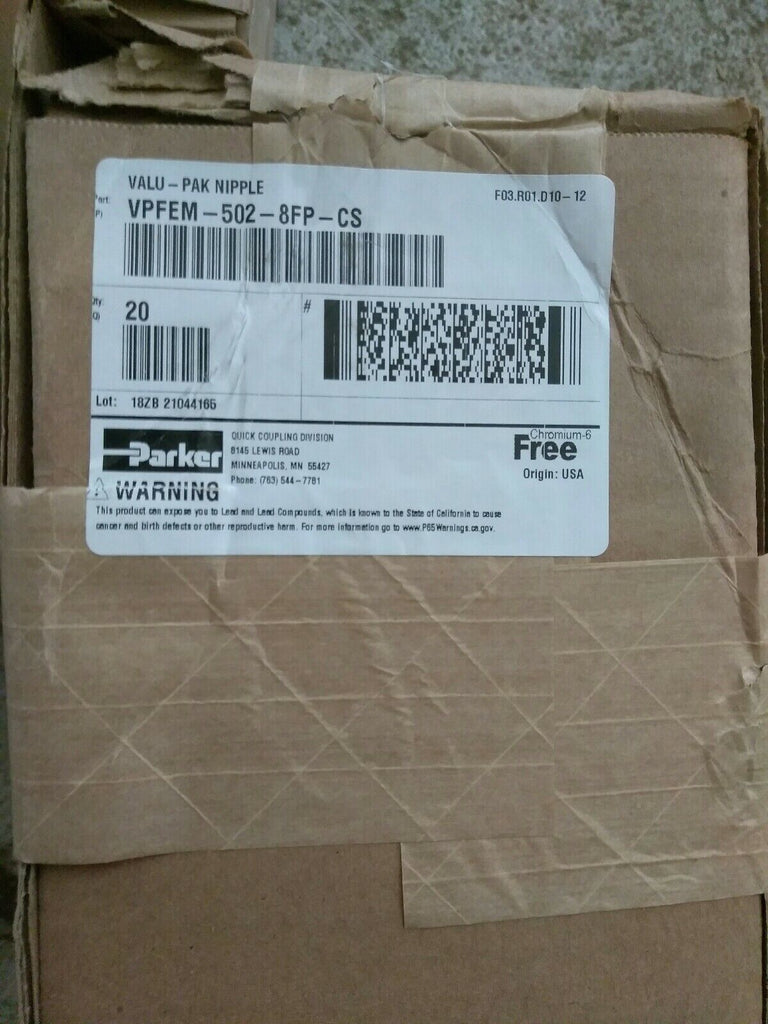 VALU-PAK NIPPLE
F03.R01.D10-12
VPFEM-502-8FP-CS
20
#
Lot: 18ZB 21044165
Parker
QUICK COUPLING DIVISION
8145 LEWIS ROAD
MINNEAPOLIS, MN 55427
Phone: (763) 544-7781
Chromium-6
Free
Origin: USA
WARNING
This product can expose you to Lead and Lead Compounds, which is known to the State of California to cause
cancer and birth defects or other reproductive harm. For more information go to www.P65Warnings.ca.gov.